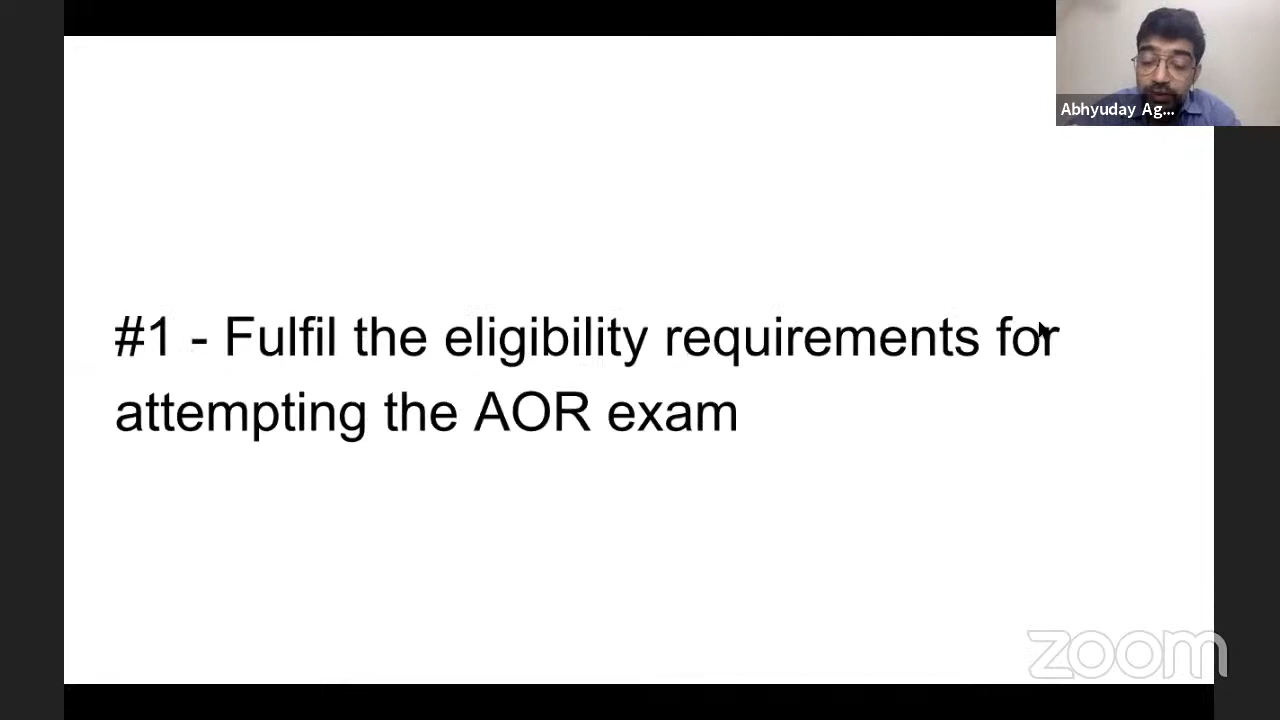 Abhyuday Ag...
#1 - Fulfil the eligibility requirements for
attempting the AOR exam
zoom